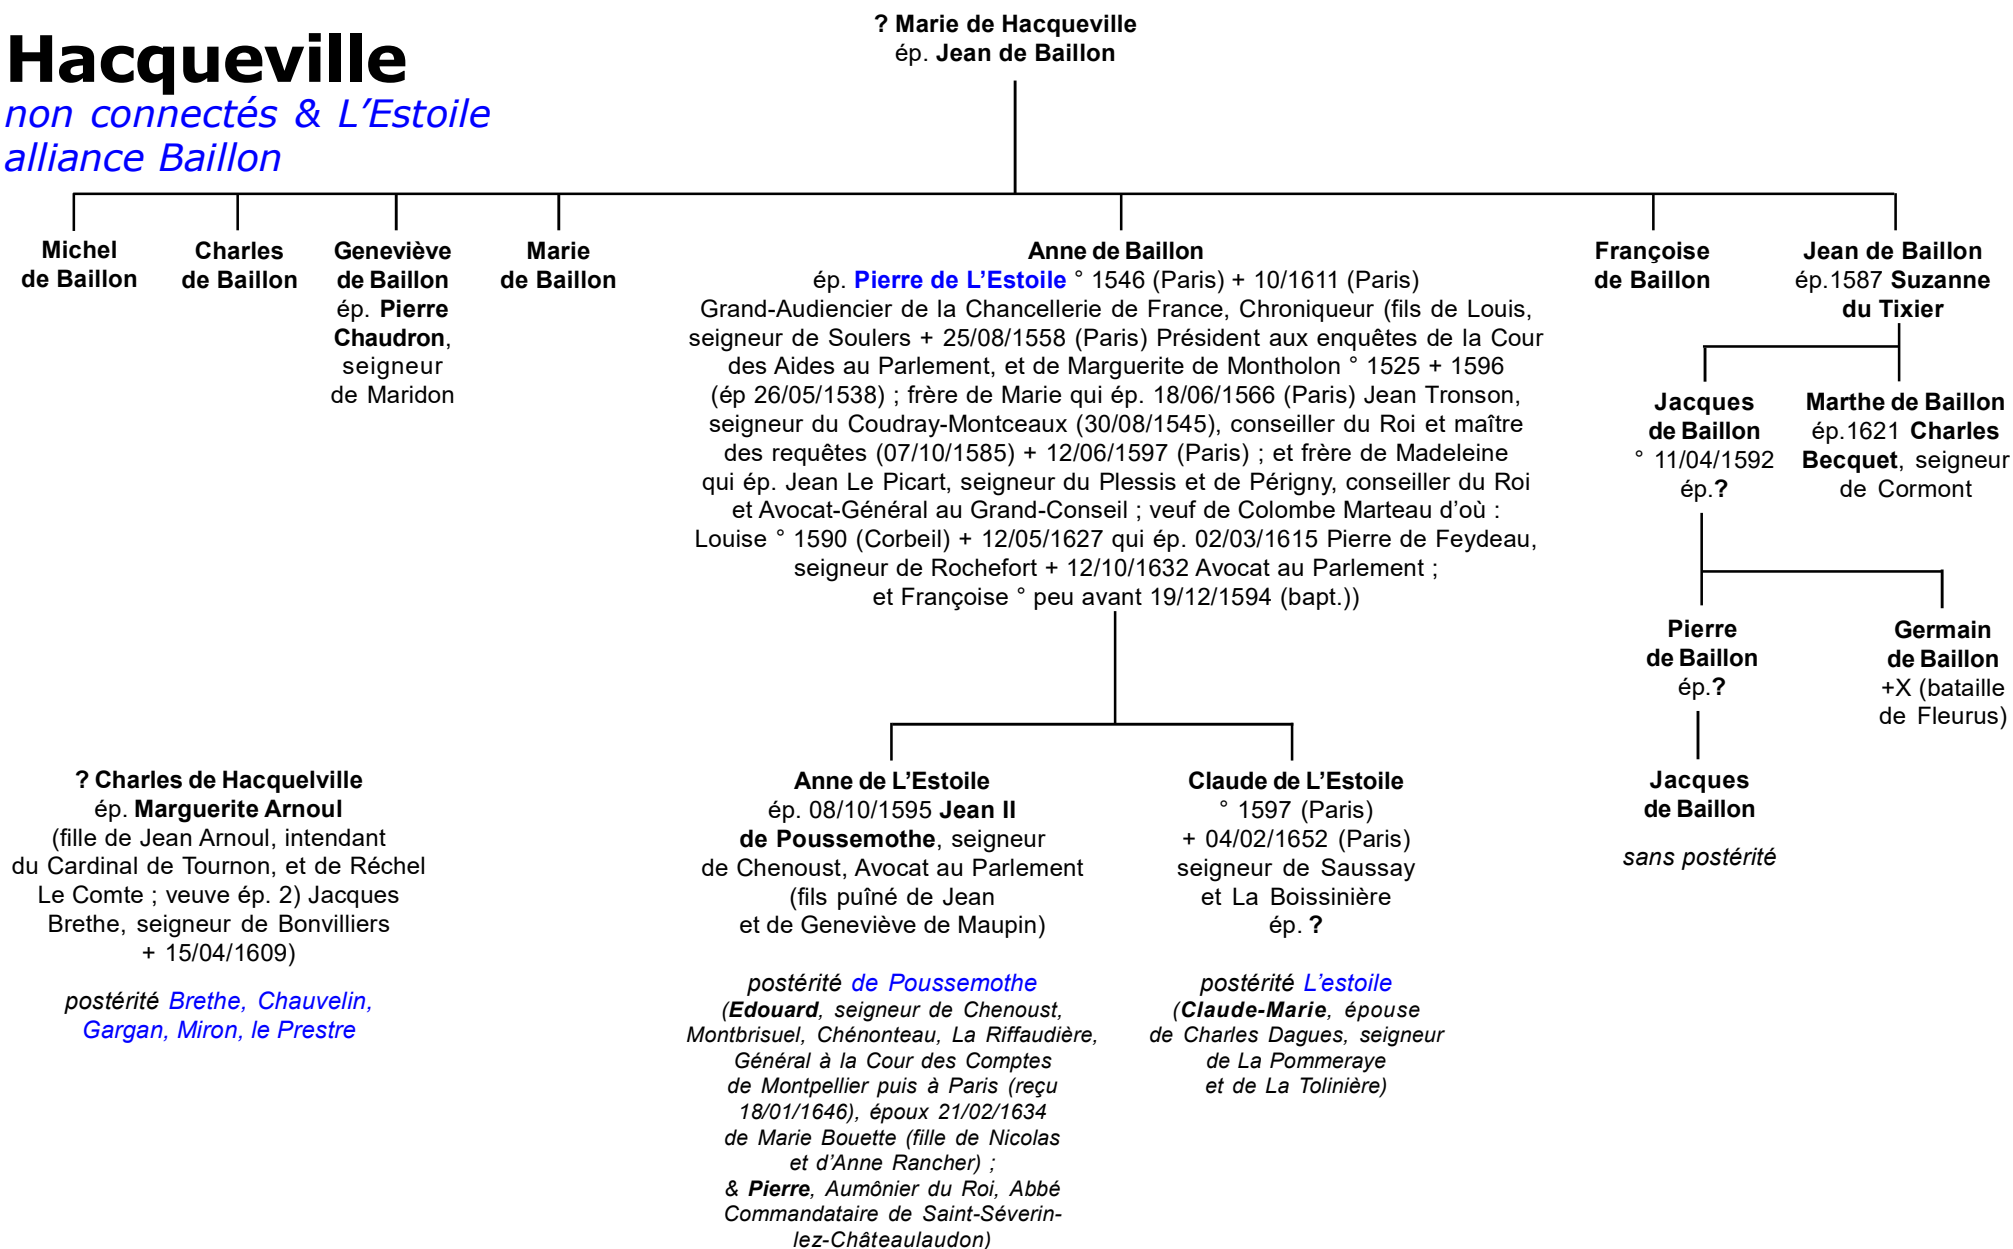 Hacqueville
non connectés & L’Estoile
alliance Baillon
? Marie de Hacqueville
ép. Jean de Baillon
Michel
de Baillon
Charles
de Baillon
Geneviève
de Baillon
ép. Pierre
Chaudron,
seigneur
de Maridon
Marie
de Baillon
Anne de Baillon
ép. Pierre de L’Estoile ° 1546 (Paris) + 10/1611 (Paris)
Grand-Audiencier de la Chancellerie de France, Chroniqueur (fils de Louis,
seigneur de Soulers + 25/08/1558 (Paris) Président aux enquêtes de la Cour
des Aides au Parlement, et de Marguerite de Montholon ° 1525 + 1596
(ép 26/05/1538) ; frère de Marie qui ép. 18/06/1566 (Paris) Jean Tronson,
seigneur du Coudray-Montceaux (30/08/1545), conseiller du Roi et maître
des requêtes (07/10/1585) + 12/06/1597 (Paris) ; et frère de Madeleine
qui ép. Jean Le Picart, seigneur du Plessis et de Périgny, conseiller du Roi
et Avocat-Général au Grand-Conseil ; veuf de Colombe Marteau d’où :
Louise ° 1590 (Corbeil) + 12/05/1627 qui ép. 02/03/1615 Pierre de Feydeau,
seigneur de Rochefort + 12/10/1632 Avocat au Parlement ;
et Françoise ° peu avant 19/12/1594 (bapt.))
Françoise
de Baillon
Jean de Baillon
ép.1587 Suzanne
du Tixier
Jacques
de Baillon
° 11/04/1592
ép.?
Marthe de Baillon
ép.1621 Charles
Becquet, seigneur
de Cormont
Pierre
de Baillon
ép.?
Germain
de Baillon
+X (bataille
de Fleurus)
Jacques
de Baillon
sans postérité
? Charles de Hacquelville
ép. Marguerite Arnoul
(fille de Jean Arnoul, intendant
du Cardinal de Tournon, et de Réchel
Le Comte ; veuve ép. 2) Jacques
Brethe, seigneur de Bonvilliers
+ 15/04/1609)
postérité Brethe, Chauvelin,
Gargan, Miron, le Prestre
Anne de L’Estoile
ép. 08/10/1595 Jean II
de Poussemothe, seigneur
de Chenoust, Avocat au Parlement
(fils puîné de Jean
et de Geneviève de Maupin)
postérité de Poussemothe
(Edouard, seigneur de Chenoust,
Montbrisuel, Chénonteau, La Riffaudière,
Général à la Cour des Comptes
de Montpellier puis à Paris (reçu
18/01/1646), époux 21/02/1634
de Marie Bouette (fille de Nicolas
et d’Anne Rancher) ;
& Pierre, Aumônier du Roi, Abbé
Commandataire de Saint-Séverin-
lez-Châteaulaudon)
Claude de L’Estoile
° 1597 (Paris)
+ 04/02/1652 (Paris)
seigneur de Saussay
et La Boissinière
ép. ?
postérité L’estoile
(Claude-Marie, épouse
de Charles Dagues, seigneur
de La Pommeraye
et de La Tolinière)